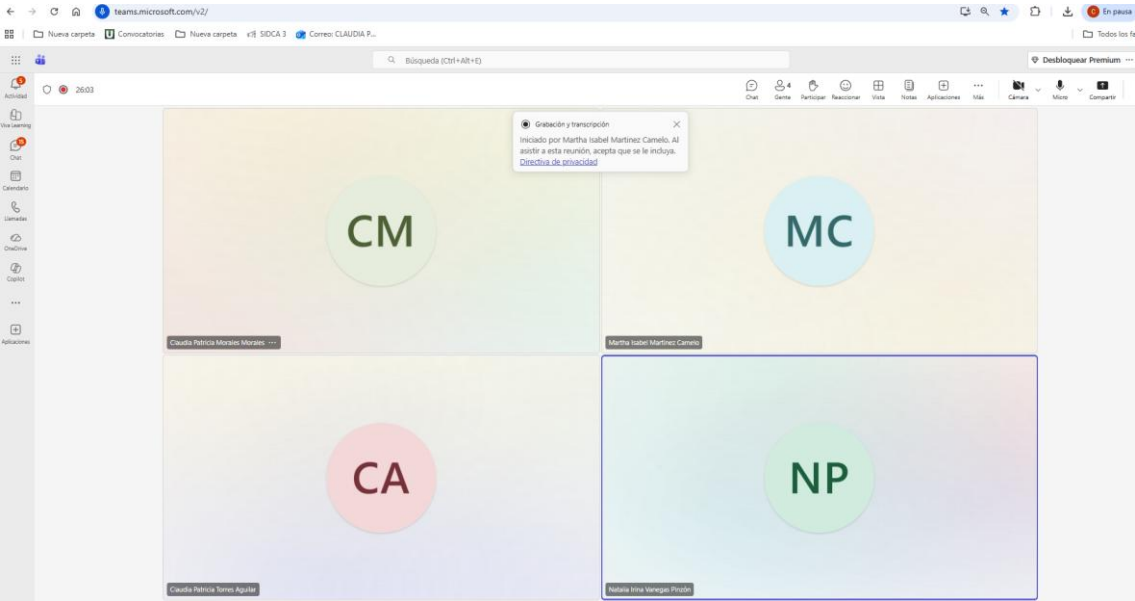 teams.microsoft.com/v2/
En pausa
Nueva carpeta
Convocatorias
Nueva carpeta
SIDCA 3
Correo: CLAUDIA P...
Todos los fa
Búsqueda (Ctrl+Alt+E)
Desbloquear Premium
5
Actividad
26:03
Chat
4
Gente
Participar
Reaccionar
Vista
Notas
Aplicaciones
Más
Cámara
Micro
Compartir
Viva Learning
Chat
Calendario
Llamadas
OneDrive
Copilot
Aplicaciones
Grabación y transcripción
Iniciado por Martha Isabel Martinez Camelo. Al
asistir a esta reunión, acepta que se le incluya.
Directiva de privacidad
CM
MC
Claudia Patricia Morales Morales
Martha Isabel Martinez Camelo
CA
NP
Claudia Patricia Torres Aguilar
Natalia Irina Vanegas Pinzón